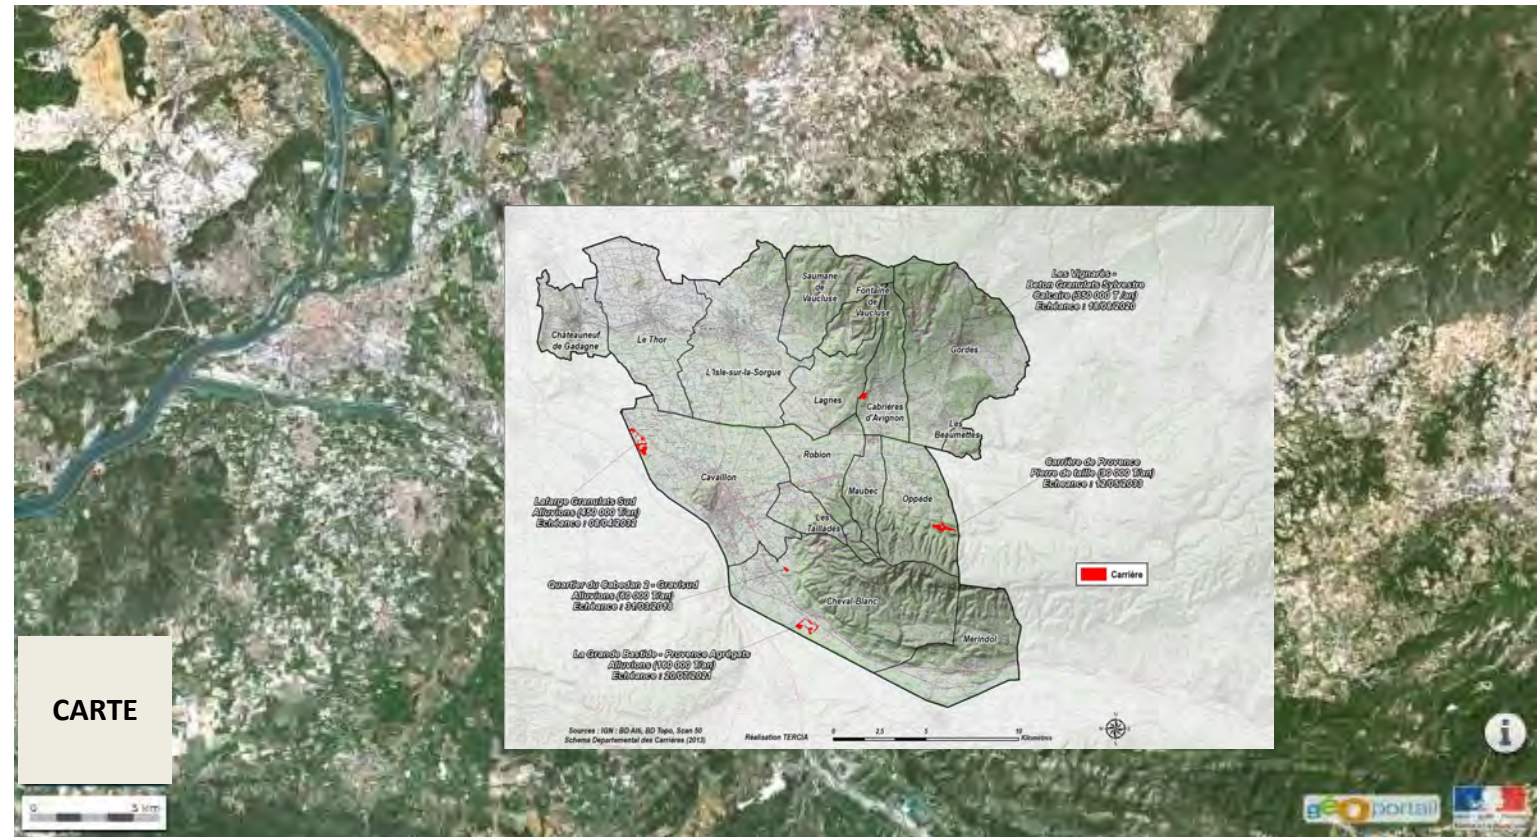 Saumane
de
Vaucluse
Fontaine
de
Vaucluse
Les Vignarès -
Beton Granulats Sylvestre
Calcaire (350 000 T /an)
Echéance : 18/08/2020
Châteauneuf
de Gadagne
Le Thor
Gordes
L'Isle-sur-la-Sorgue
Lagnes
Cabrières
d'Avignon
Les
Beaumettes
Robion
Carrière de Provence
Pierre de taille (30 000 T/an)
Echéance : 12/05/2033
Cavaillon
Maubec
Oppède
Lafarge Granulats Sud
Alluvions (450 000 T/an)
Echéance : 08/04/2032
Les
Taillades
Carrière
Quartier du Cabedan 2 - Gravisud
Alluvions (60 000 T/an)
Echéance : 31/03/2018
Cheval-Blanc
Mérindol
La Grande Bastide - Provence Agrégats
Alluvions (160 000 T/an)
Echéance : 20/07/2021
CARTE
Sources : IGN : BD Alti, BD Topo, Scan 50
Schema Departemental des Carrières (2013)
Réalisation TERCIA
0 2,5 5 10
Kilomètres
N
0 5 km
i
géoportail